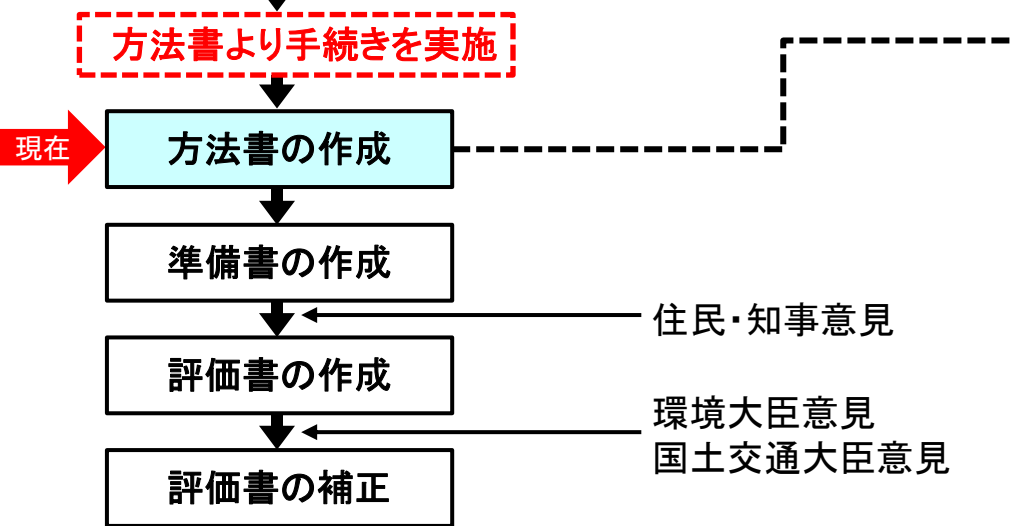 方法書より手続きを実施
現在
方法書の作成
準備書の作成
住民・知事意見
評価書の作成
環境大臣意見
国土交通大臣意見
評価書の補正